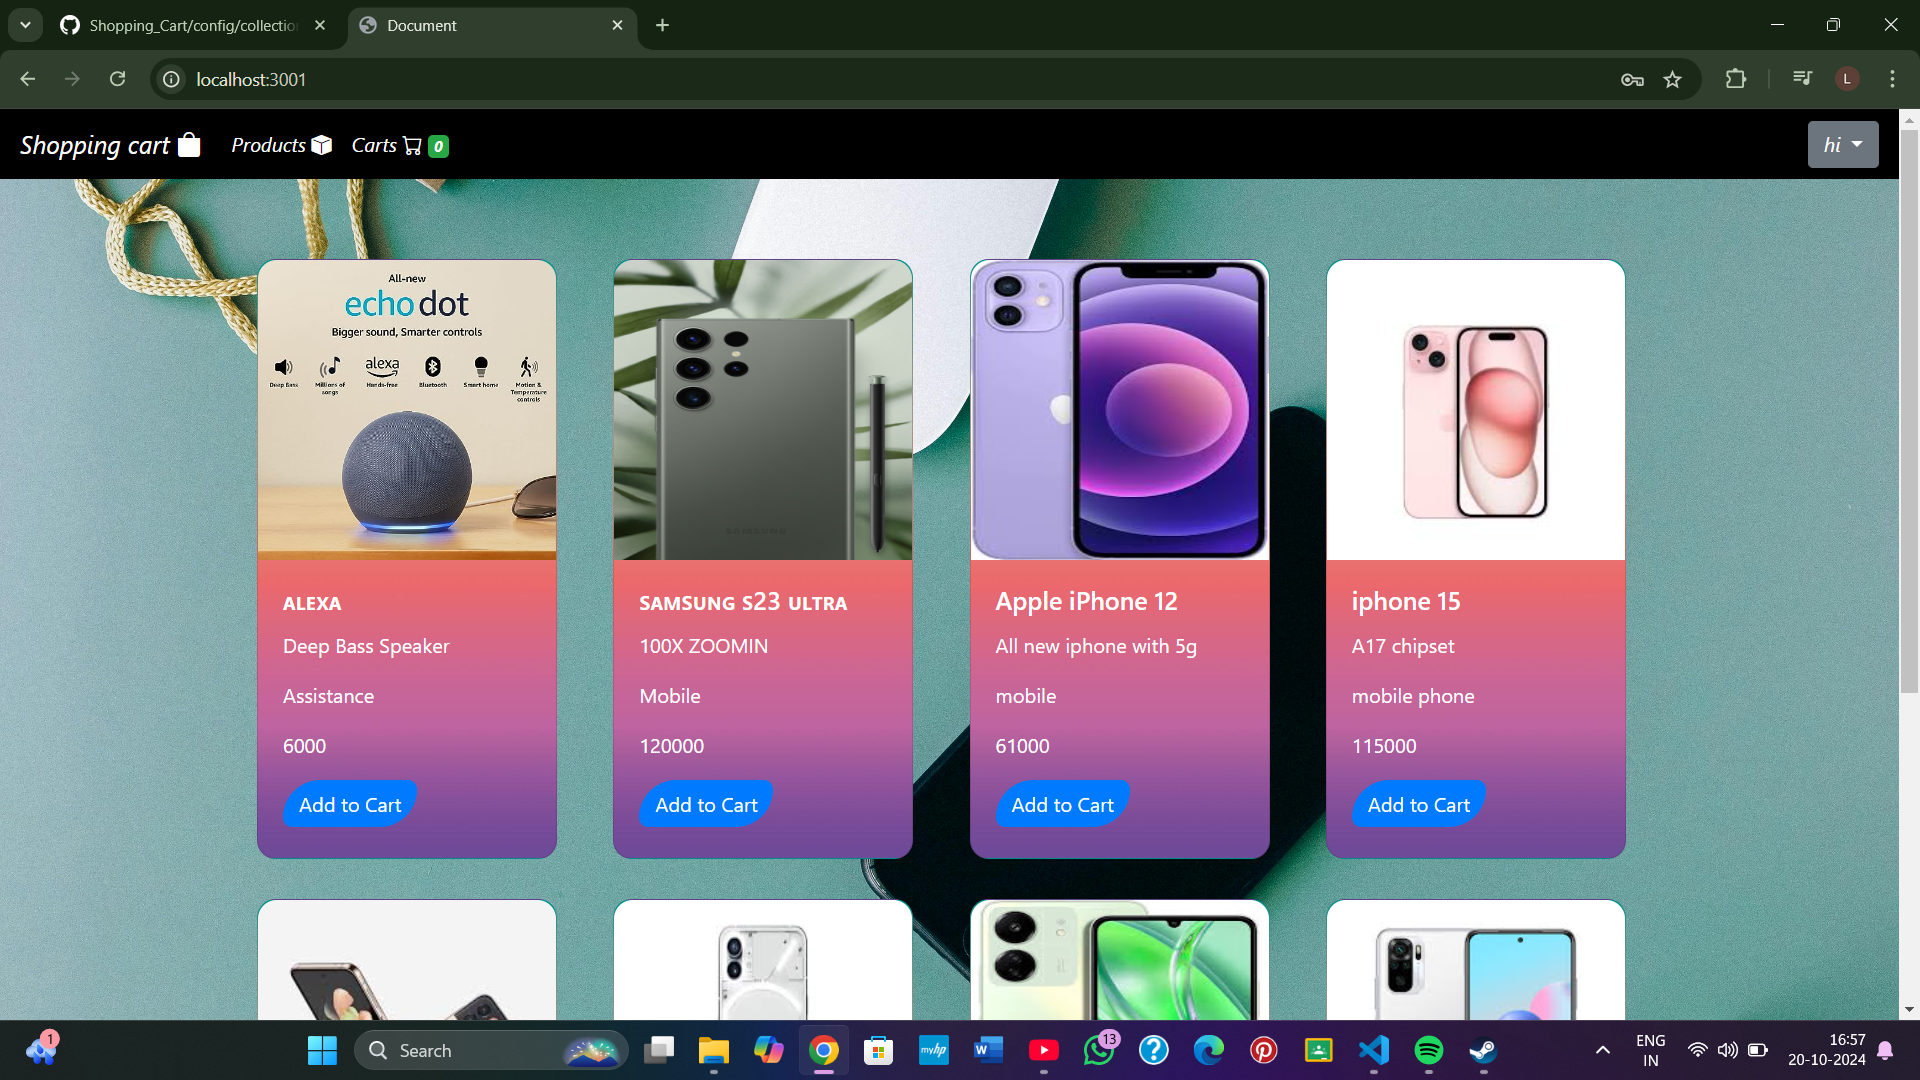 Shopping_Cart/config/collection
Document
localhost:3001
L
Shopping cart
Products
Carts
0
hi
All-new
echo dot
Bigger sound, Smarter controls
alexa
Deep Bass
Millions of songs
Hands-free
Bluetooth
Smart home
Motion & Temperature controls
SAMSUNG
ALEXA
Deep Bass Speaker
Assistance
6000
Add to Cart
SAMSUNG S23 ULTRA
100X ZOOMIN
Mobile
120000
Add to Cart
Apple iPhone 12
All new iphone with 5g
mobile
61000
Add to Cart
iphone 15
A17 chipset
mobile phone
115000
Add to Cart
1
Search
myhp
W
13
?
ENG
IN
16:57
20-10-2024